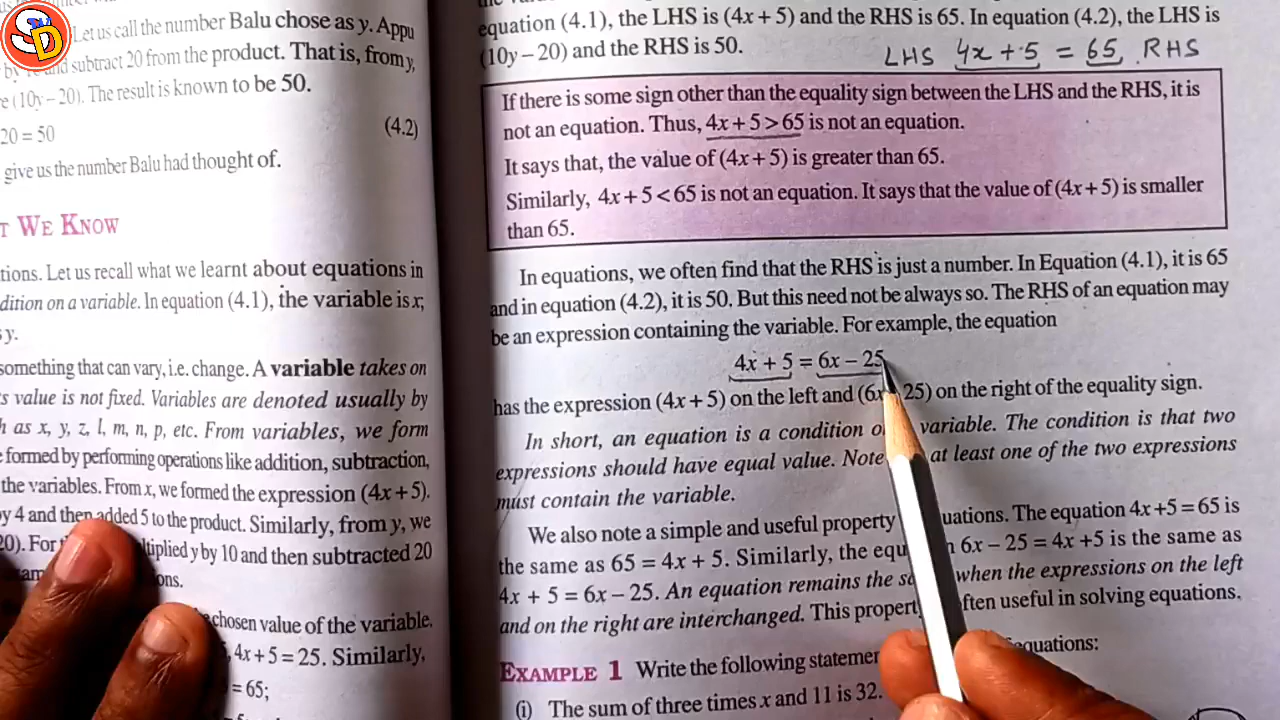 SD
Let us call the number Balu chose as y. Appu
and subtract 20 from the product. That is, from y,
(10y – 20). The result is known to be 50.
20 = 50 (4.2)
give us the number Balu had thought of.
WE KNOW
tions. Let us recall what we learnt about equations in
dition on a variable. In equation (4.1), the variable is x;
y.
something that can vary, i.e. change. A variable takes on
s value is not fixed. Variables are denoted usually by
as x, y, z, l, m, n, p, etc. From variables, we form
formed by performing operations like addition, subtraction,
the variables. From x, we formed the expression (4x + 5).
by 4 and then added 5 to the product. Similarly, from y, we
20). For multiplied y by 10 and then subtracted 20
chosen value of the variable.
4x + 5 = 25. Similarly,
= 65;
equation (4.1), the LHS is (4x + 5) and the RHS is 65. In equation (4.2), the LHS is
(10y – 20) and the RHS is 50.
LHS 4x + 5 = 65 . RHS
If there is some sign other than the equality sign between the LHS and the RHS, it is
not an equation. Thus, 4x + 5 > 65 is not an equation.
It says that, the value of (4x + 5) is greater than 65.
Similarly, 4x + 5 < 65 is not an equation. It says that the value of (4x + 5) is smaller
than 65.
In equations, we often find that the RHS is just a number. In Equation (4.1), it is 65
and in equation (4.2), it is 50. But this need not be always so. The RHS of an equation may
be an expression containing the variable. For example, the equation
4x + 5 = 6x – 25
has the expression (4x + 5) on the left and (6x 25) on the right of the equality sign.
In short, an equation is a condition variable. The condition is that two
expressions should have equal value. Note at least one of the two expressions
must contain the variable.
We also note a simple and useful property uations. The equation 4x +5 = 65 is
the same as 65 = 4x + 5. Similarly, the equ 6x – 25 = 4x +5 is the same as
4x + 5 = 6x – 25. An equation remains the when the expressions on the left
and on the right are interchanged. This property often useful in solving equations.
EXAMPLE 1 Write the following statemen equations:
(i) The sum of three times x and 11 is 32.